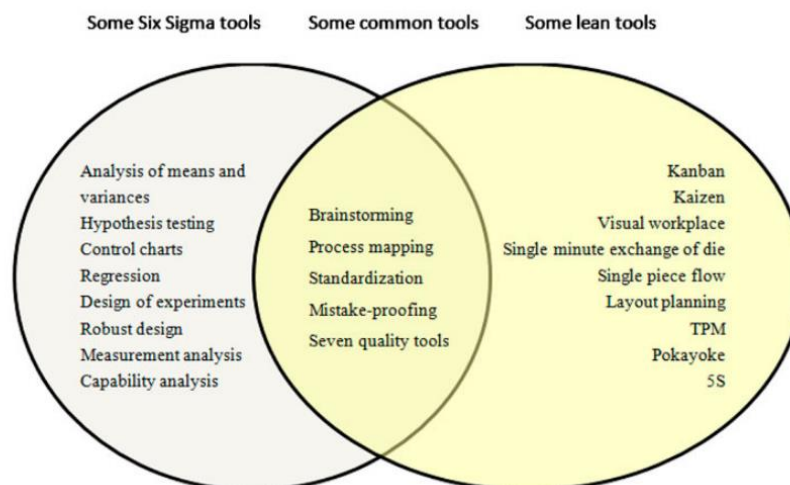 Some Six Sigma tools
Some common tools
Some lean tools
Analysis of means and
variances
Hypothesis testing
Control charts
Regression
Design of experiments
Robust design
Measurement analysis
Capability analysis
Brainstorming
Process mapping
Standardization
Mistake-proofing
Seven quality tools
Kanban
Kaizen
Visual workplace
Single minute exchange of die
Single piece flow
Layout planning
TPM
Pokayoke
5S